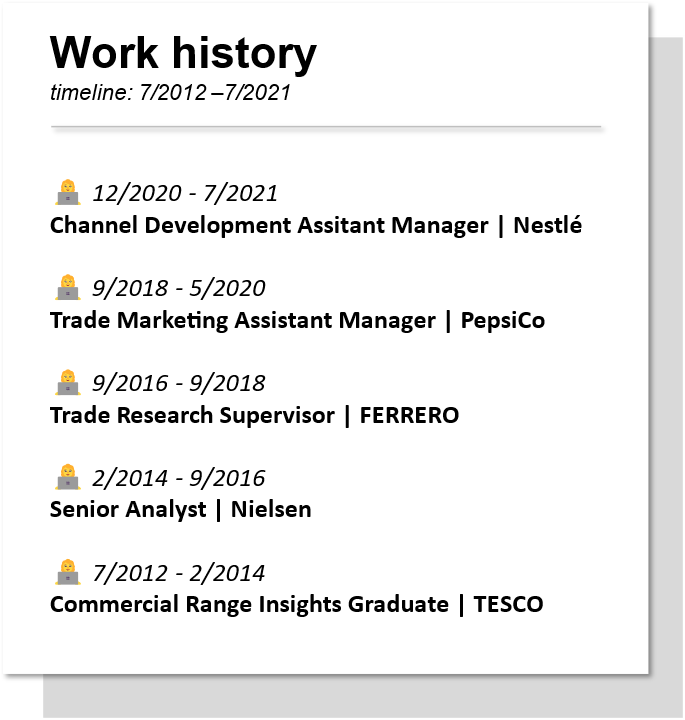 Work history
timeline: 7/2012 –7/2021
12/2020 - 7/2021
Channel Development Assitant Manager | Nestlé
9/2018 - 5/2020
Trade Marketing Assistant Manager | PepsiCo
9/2016 - 9/2018
Trade Research Supervisor | FERRERO
2/2014 - 9/2016
Senior Analyst | Nielsen
7/2012 - 2/2014
Commercial Range Insights Graduate | TESCO